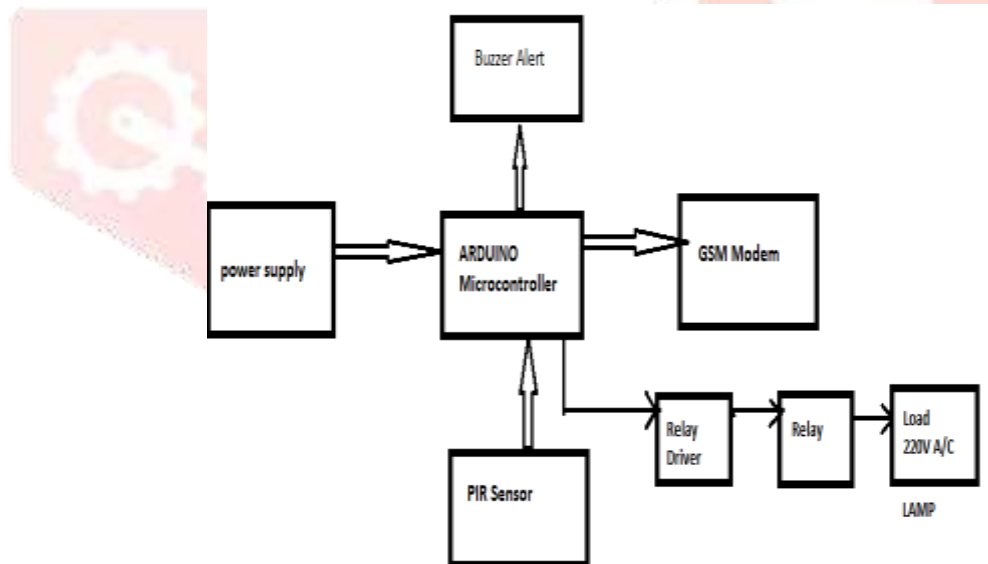 Buzzer Alert
power supply
ARDUINO
Microcontroller
GSM Modem
PIR Sensor
Relay
Driver
Relay
Load
220V A/C
LAMP